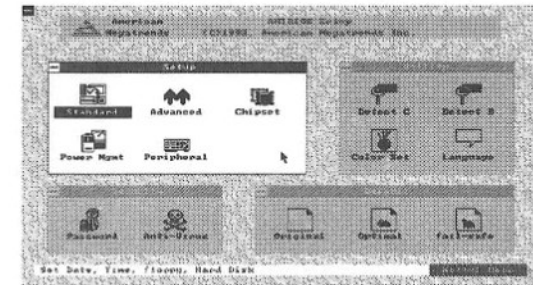 American
Megatrends
AMIBIOS Setup
(C)1993, American Megatrends Inc.
Setup
Standard
Advanced
Chipset
Power Mgmt
Peripheral
Detect C
Color Set
Language
Password
Anti-Virus
Original
Optimal
Fail-safe
Set Date, Time, Floppy, Hard Disk